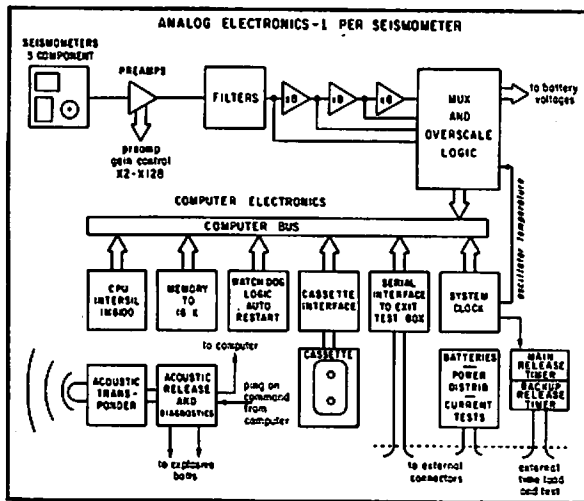 ANALOG ELECTRONICS-1 PER SEISMOMETER
SEISMOMETERS
3 COMPONENT
PREAMPS
preamp
gain control
X2-X128
FILTERS
x8
x8
x8
MUX
AND
OVERSCALE
LOGIC
to battery
voltages
oscillator temperature
COMPUTER ELECTRONICS
COMPUTER BUS
CPU
INTERSIL
IM6100
MEMORY
TO
16 K
WATCH DOG
LOGIC
AUTO
RESTART
CASSETTE
INTERFACE
SERIAL
INTERFACE
TO EXIT
TEST BOX
SYSTEM
CLOCK
to computer
ACOUSTIC
TRANS-
PONDER
ACOUSTIC
RELEASE
AND
DIAGNOSTICS
ping on
command
from
computer
to explosive
bolts
CASSETTE
BATTERIES
POWER
DISTRIB
CURRENT
TESTS
MAIN
RELEASE
TIMER
BACKUP
RELEASE
TIMER
to external
connectors
external
time load
and test